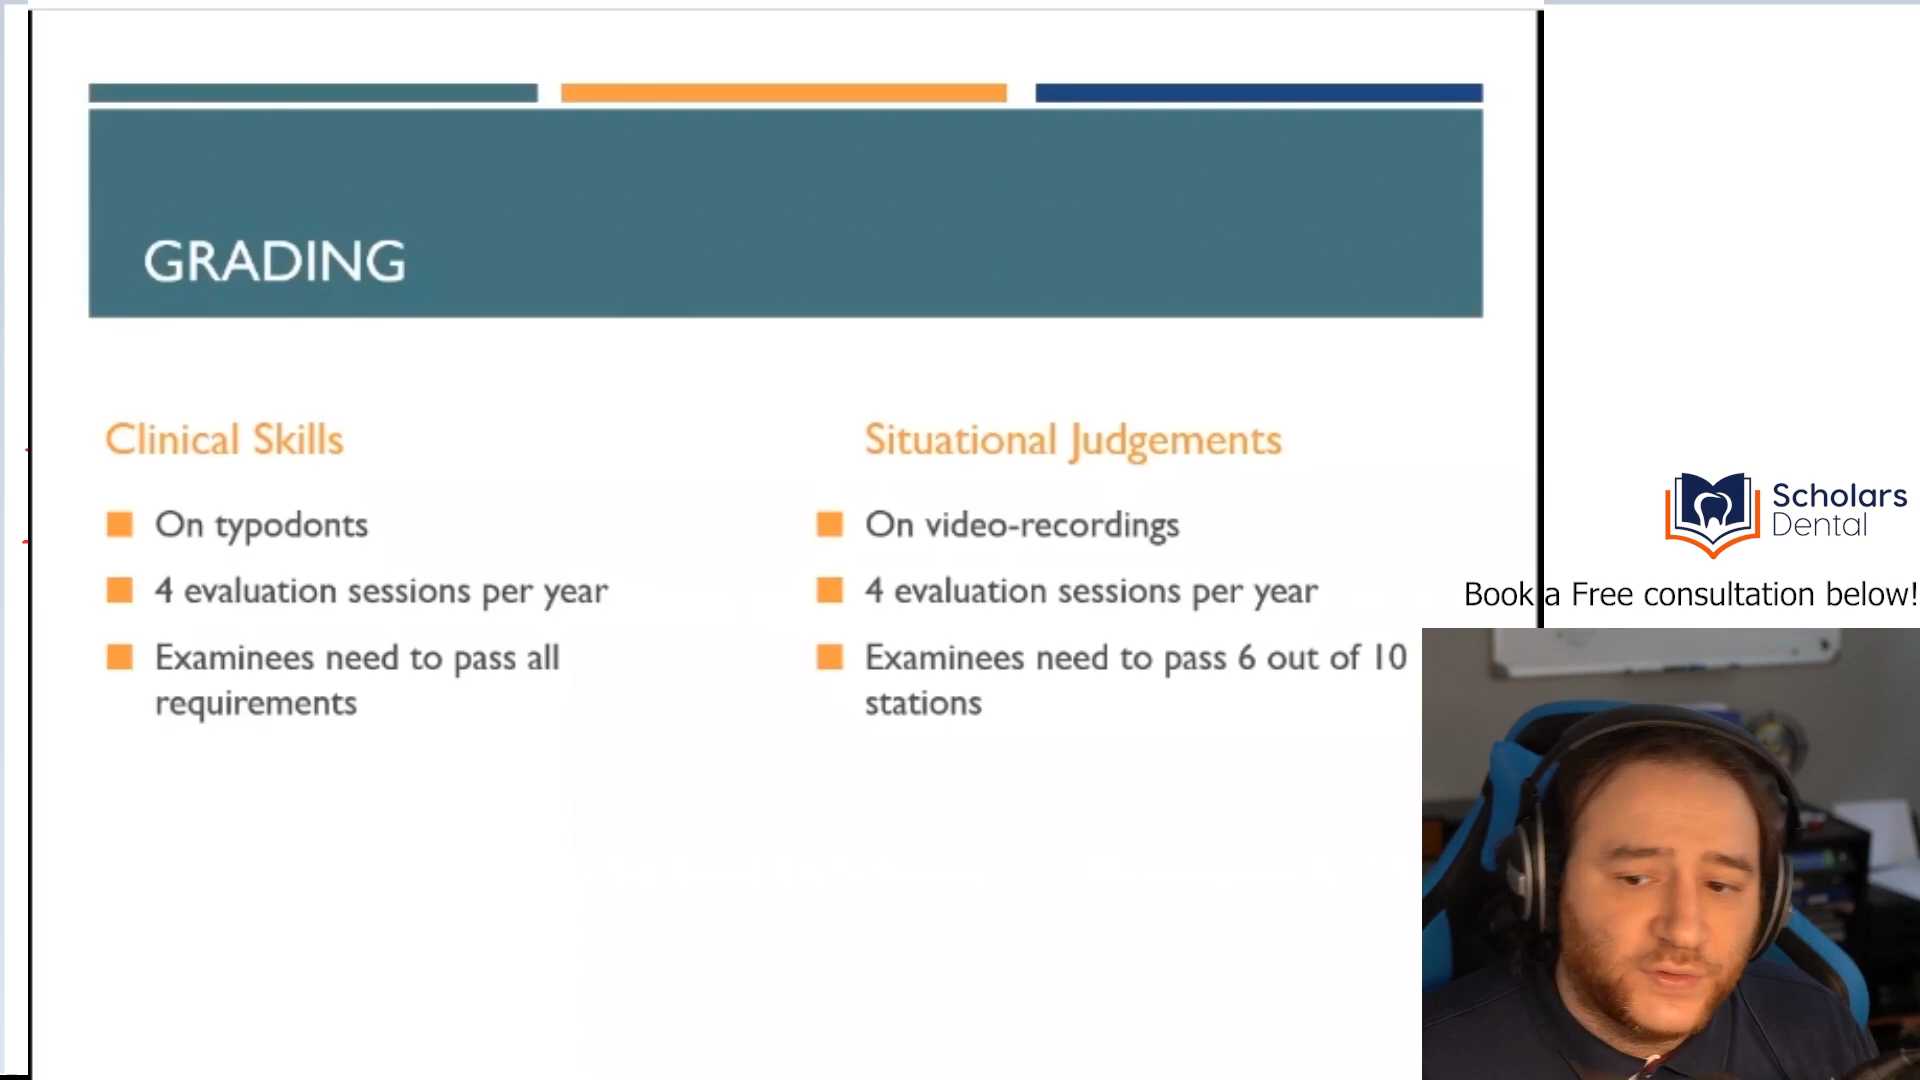 GRADING
Clinical Skills
On typodonts
4 evaluation sessions per year
Examinees need to pass all
requirements
Situational Judgements
On video-recordings
4 evaluation sessions per year
Examinees need to pass 6 out of 10
stations
Scholars
Dental
Book a Free consultation below!